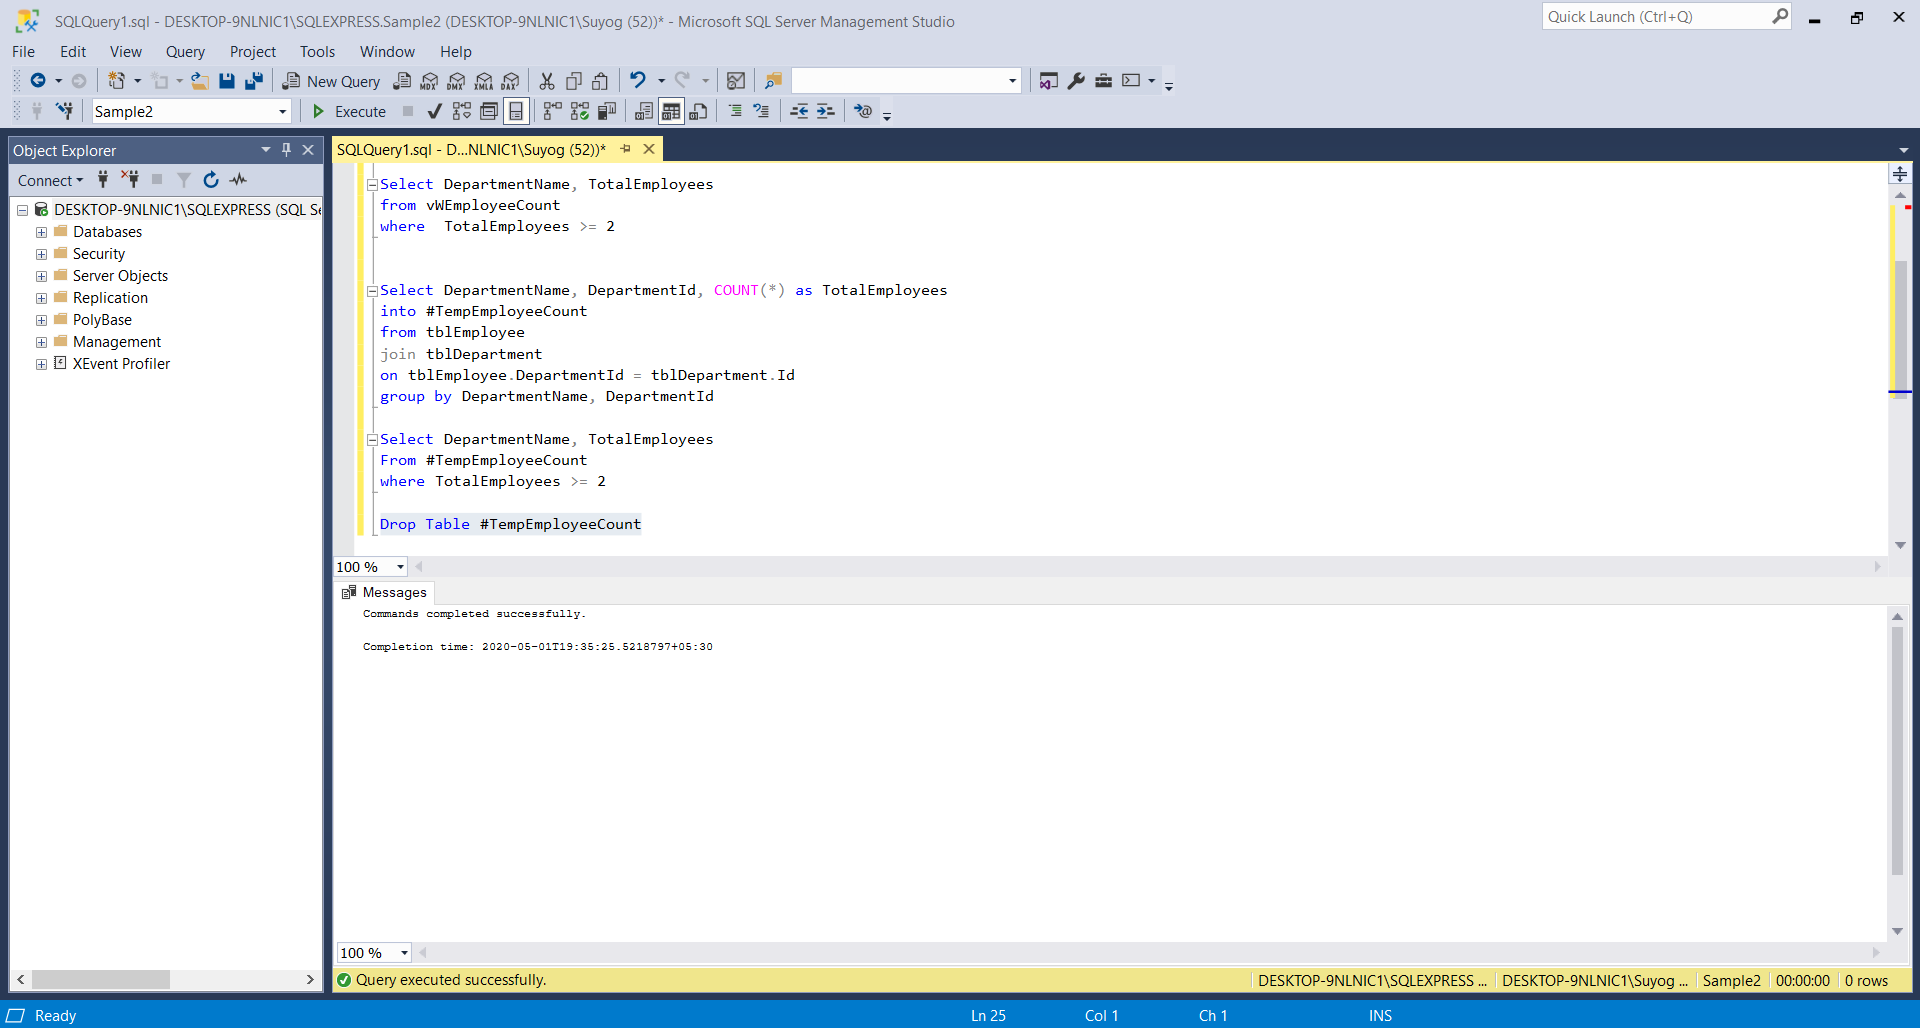 SQLQuery1.sql - DESKTOP-9NLNIC1\SQLEXPRESS.Sample2 (DESKTOP-9NLNIC1\Suyog (52))* - Microsoft SQL Server Management Studio
Quick Launch (Ctrl+Q)
File Edit View Query Project Tools Window Help
New Query MDX DMX XMLA DAX
Sample2 Execute
Object Explorer
Connect
DESKTOP-9NLNIC1\SQLEXPRESS (SQL Se
Databases
Security
Server Objects
Replication
PolyBase
Management
XEvent Profiler
SQLQuery1.sql - D...NLNIC1\Suyog (52))*
Select DepartmentName, TotalEmployees
from vWEmployeeCount
where  TotalEmployees >= 2
Select DepartmentName, DepartmentId, COUNT(*) as TotalEmployees
into #TempEmployeeCount
from tblEmployee
join tblDepartment
on tblEmployee.DepartmentId = tblDepartment.Id
group by DepartmentName, DepartmentId
Select DepartmentName, TotalEmployees
From #TempEmployeeCount
where TotalEmployees >= 2
Drop Table #TempEmployeeCount
100 %
Messages
Commands completed successfully.
Completion time: 2020-05-01T19:35:25.5218797+05:30
100 %
Query executed successfully.
DESKTOP-9NLNIC1\SQLEXPRESS ... DESKTOP-9NLNIC1\Suyog ... Sample2 00:00:00 0 rows
Ready Ln 25 Col 1 Ch 1 INS